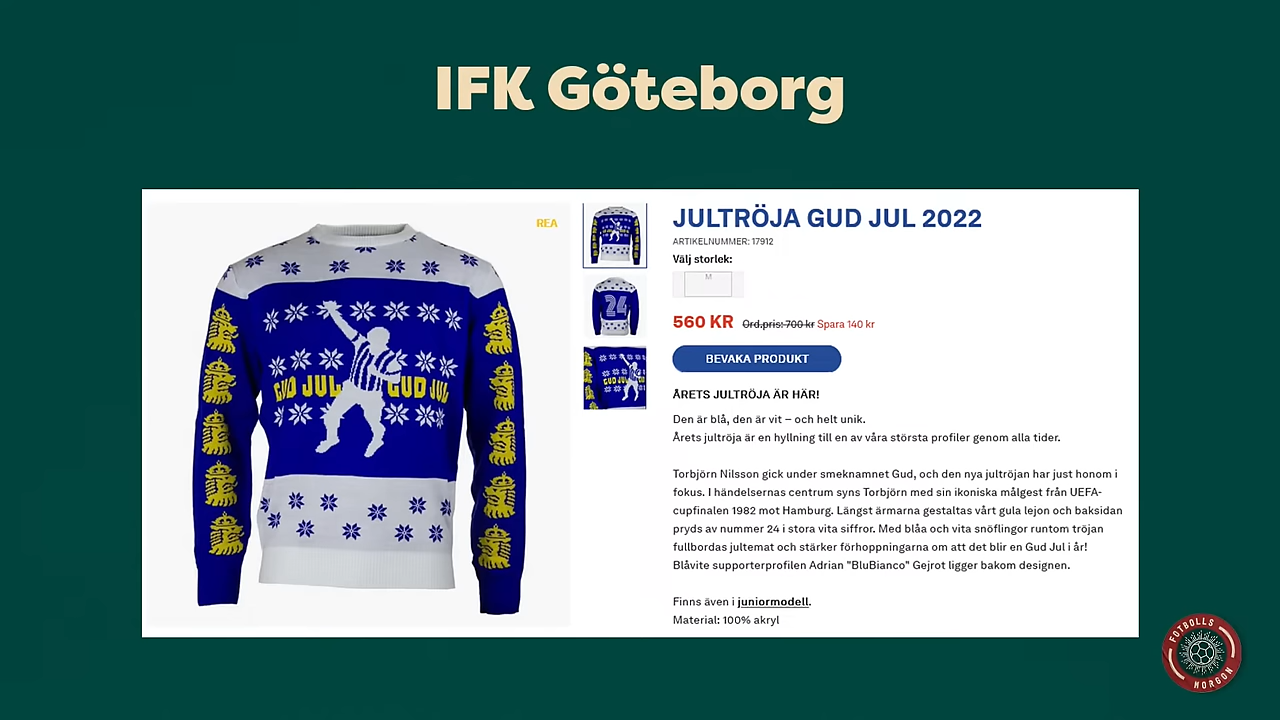 IFK Göteborg
REA
GUD JUL GUD JUL
24
JULTRÖJA GUD JUL 2022
ARTIKELNUMMER: 17912
Välj storlek:
M
560 KR Ord.pris: 700 kr Spara 140 kr
BEVAKA PRODUKT
ÅRETS JULTRÖJA ÄR HÄR!
Den är blå, den är vit – och helt unik.
Årets jultröja är en hyllning till en av våra största profiler genom alla tider.
Torbjörn Nilsson gick under smeknamnet Gud, och den nya jultröjan har just honom i
fokus. I händelsernas centrum syns Torbjörn med sin ikoniska målgest från UEFA-
cupfinalen 1982 mot Hamburg. Längst ärmarna gestaltas vårt gula lejon och baksidan
pryds av nummer 24 i stora vita siffror. Med blåa och vita snöflingor runtom tröjan
fullbordas jultemat och stärker förhoppningarna om att det blir en Gud Jul i år!
Blåvite supporterprofilen Adrian "BluBianco" Gejrot ligger bakom designen.
Finns även i juniormodell.
Material: 100% akryl
FOTBOLLS
MORGON